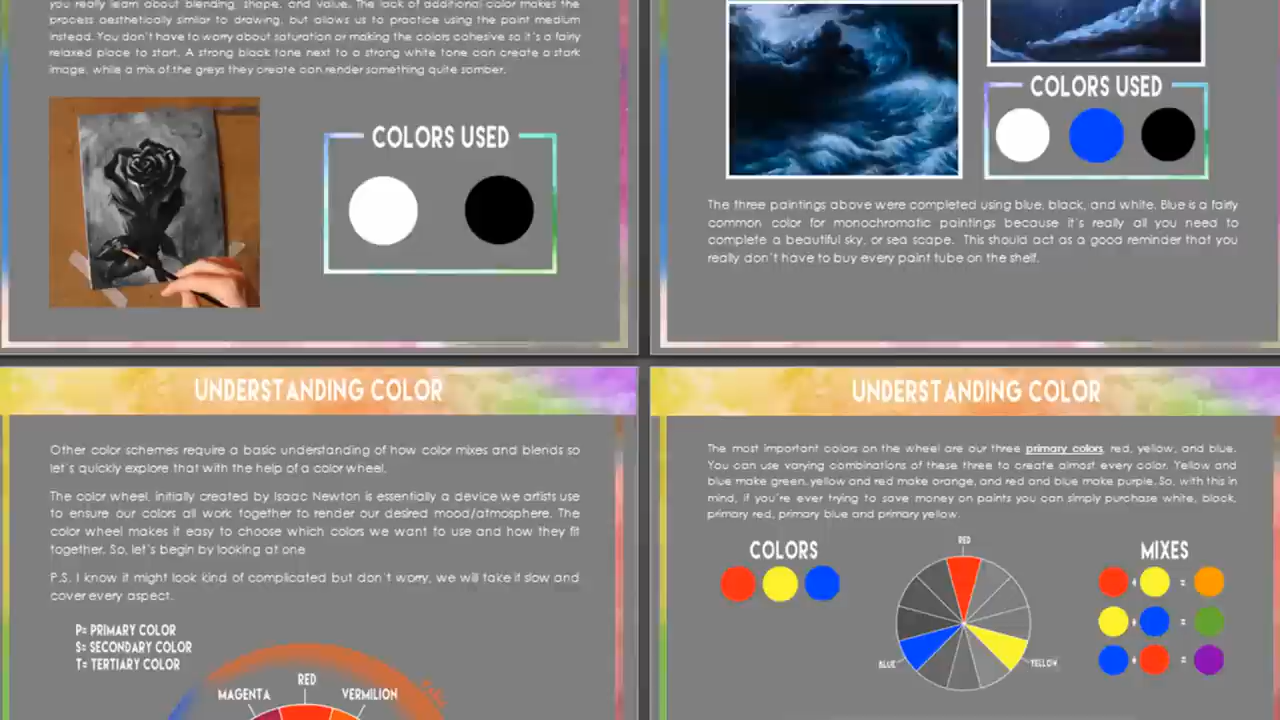 you really learn about blending, shape, and value. The lack of additional color makes the
process aesthetically similar to drawing, but allows us to practice using the paint medium
instead. You don't have to worry about saturation or making the colors cohesive so it's a fairly
relaxed place to start. A strong black tone next to a strong white tone can create a stark
image, while a mix of the greys they create can render something quite somber.
COLORS USED
COLORS USED
The three paintings above were completed using blue, black, and white. Blue is a fairly
common color for monochromatic paintings because it's really all you need to
complete a beautiful sky, or sea scape. This should act as a good reminder that you
really don't have to buy every paint tube on the shelf.
UNDERSTANDING COLOR
Other color schemes require a basic understanding of how color mixes and blends so
let's quickly explore that with the help of a color wheel.
The color wheel, initially created by Isaac Newton is essentially a device we artists use
to ensure our colors all work together to render our desired mood/atmosphere. The
color wheel makes it easy to choose which colors we want to use and how they fit
together. So, let's begin by looking at one
P.S. I know it might look kind of complicated but don't worry, we will take it slow and
cover every aspect.
P= PRIMARY COLOR
S= SECONDARY COLOR
T= TERTIARY COLOR
RED
MAGENTA
VERMILION
UNDERSTANDING COLOR
The most important colors on the wheel are our three primary colors, red, yellow, and blue.
You can use varying combinations of these three to create almost every color. Yellow and
blue make green, yellow and red make orange, and red and blue make purple. So, with this in
mind, if you're ever trying to save money on paints you can simply purchase white, black,
primary red, primary blue and primary yellow.
COLORS
RED
BLUE
YELLOW
MIXES
+ =
+ =
+ =